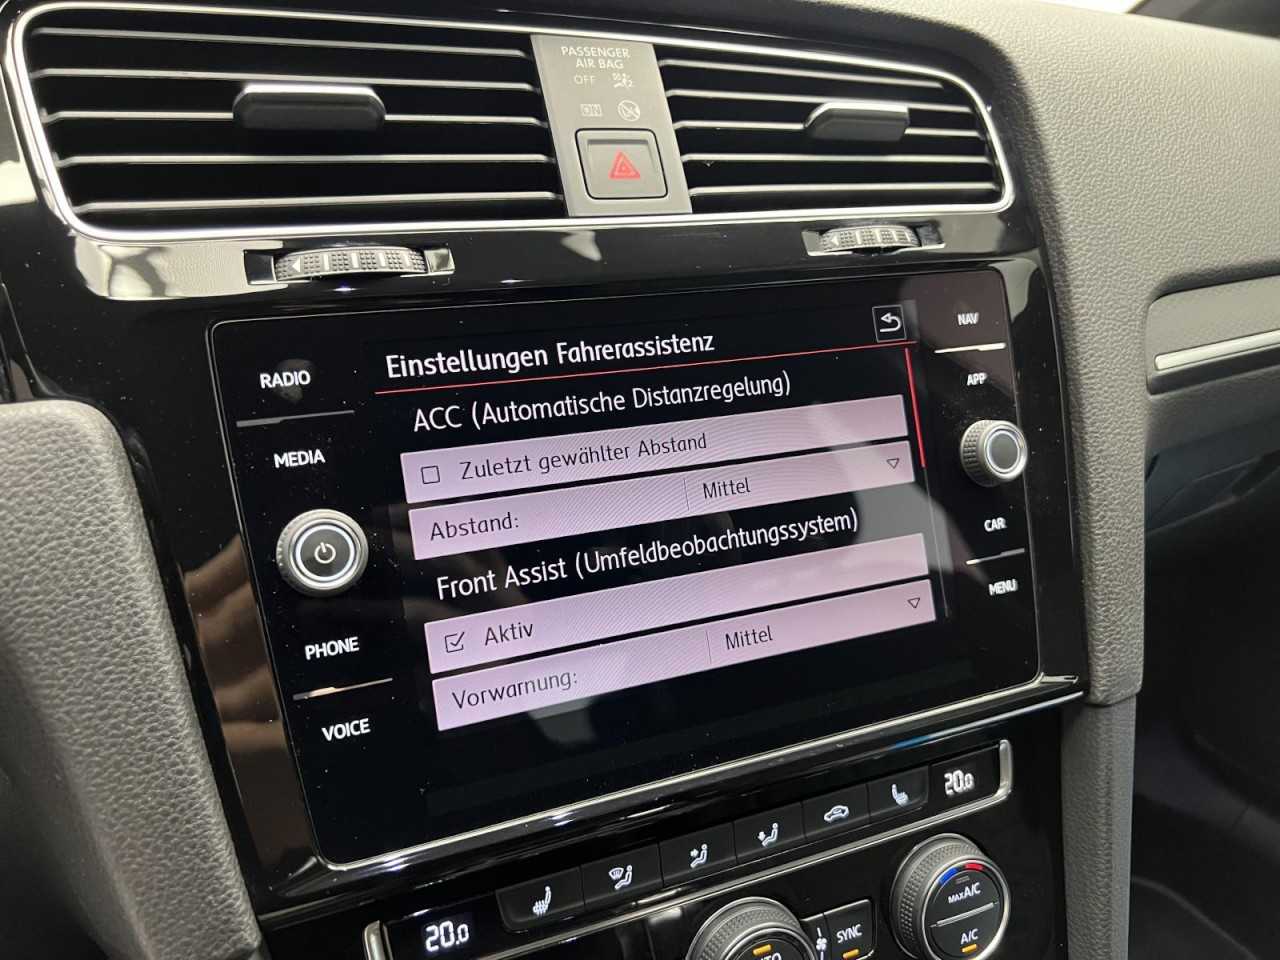 PASSENGER
AIR BAG
OFF
ON
Einstellungen Fahrerassistenz
ACC (Automatische Distanzregelung)
Zuletzt gewählter Abstand
Abstand: Mittel
Front Assist (Umfeldbeobachtungssystem)
Aktiv
Vorwarnung: Mittel
RADIO
MEDIA
PHONE
VOICE
NAV
APP
CAR
MENU
20.0
20.0
SYNC
MAX A/C
A/C